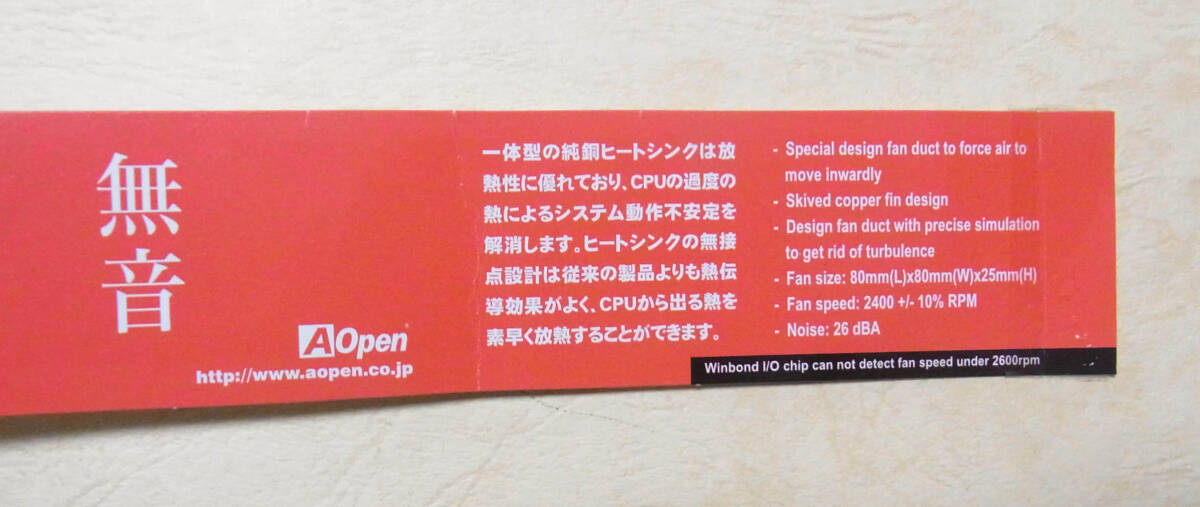 無音
AOpen
http://www.aopen.co.jp
一体型の純銅ヒートシンクは放
熱性に優れており、CPUの過度の
熱によるシステム動作不安定を
解消します。ヒートシンクの無接
点設計は従来の製品よりも熱伝
導効果がよく、CPUから出る熱を
素早く放熱することができます。
- Special design fan duct to force air to
move inwardly
- Skived copper fin design
- Design fan duct with precise simulation
to get rid of turbulence
- Fan size: 80mm(L)x80mm(W)x25mm(H)
- Fan speed: 2400 +/- 10% RPM
- Noise: 26 dBA
Winbond I/O chip can not detect fan speed under 2600rpm